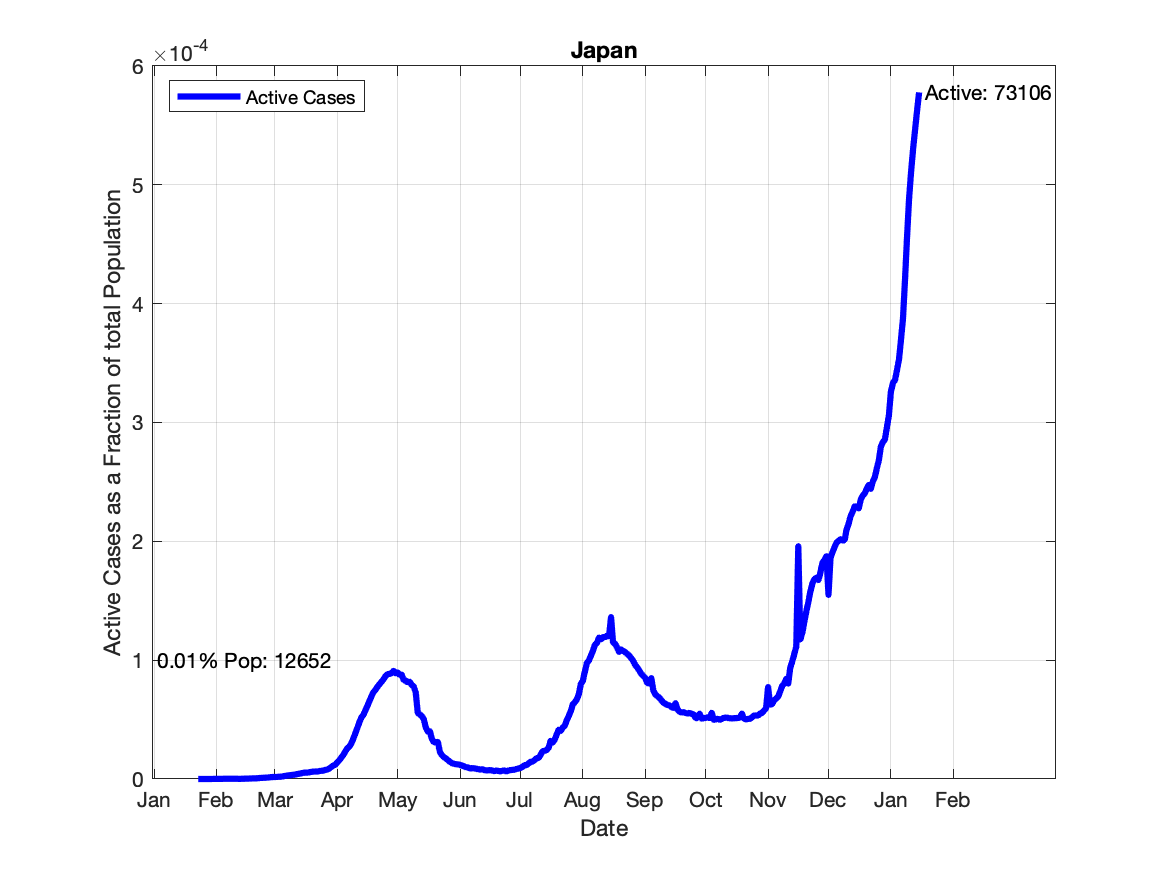 Japan
×10-4
Active Cases
Active: 73106
6
5
4
3
2
1
0
0.01% Pop: 12652
Active Cases as a Fraction of total Population
Jan Feb Mar Apr May Jun Jul Aug Sep Oct Nov Dec Jan Feb
Date